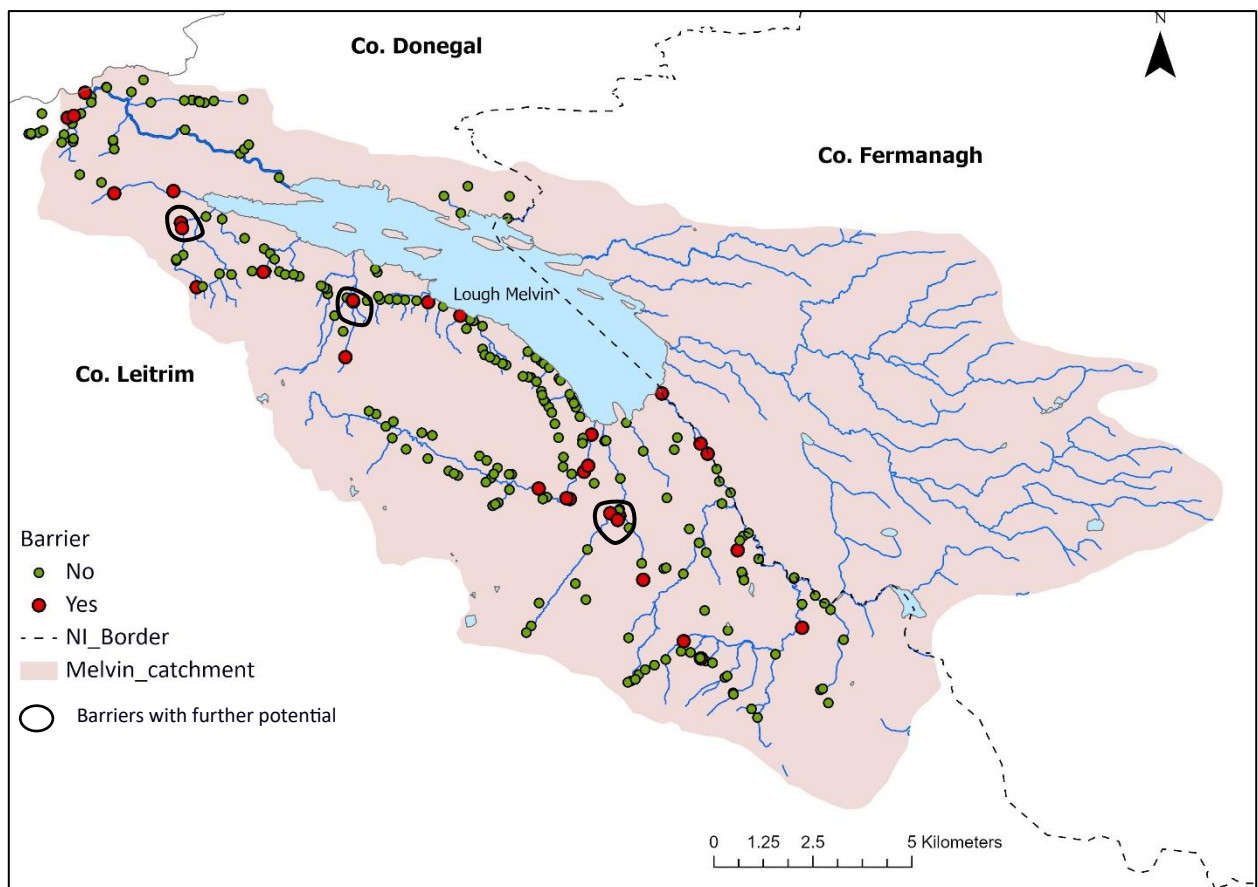 N
Co. Donegal
Co. Fermanagh
Lough Melvin
Co. Leitrim
Barrier
No
Yes
NI_Border
Melvin_catchment
Barriers with further potential
0 1.25 2.5 5 Kilometers